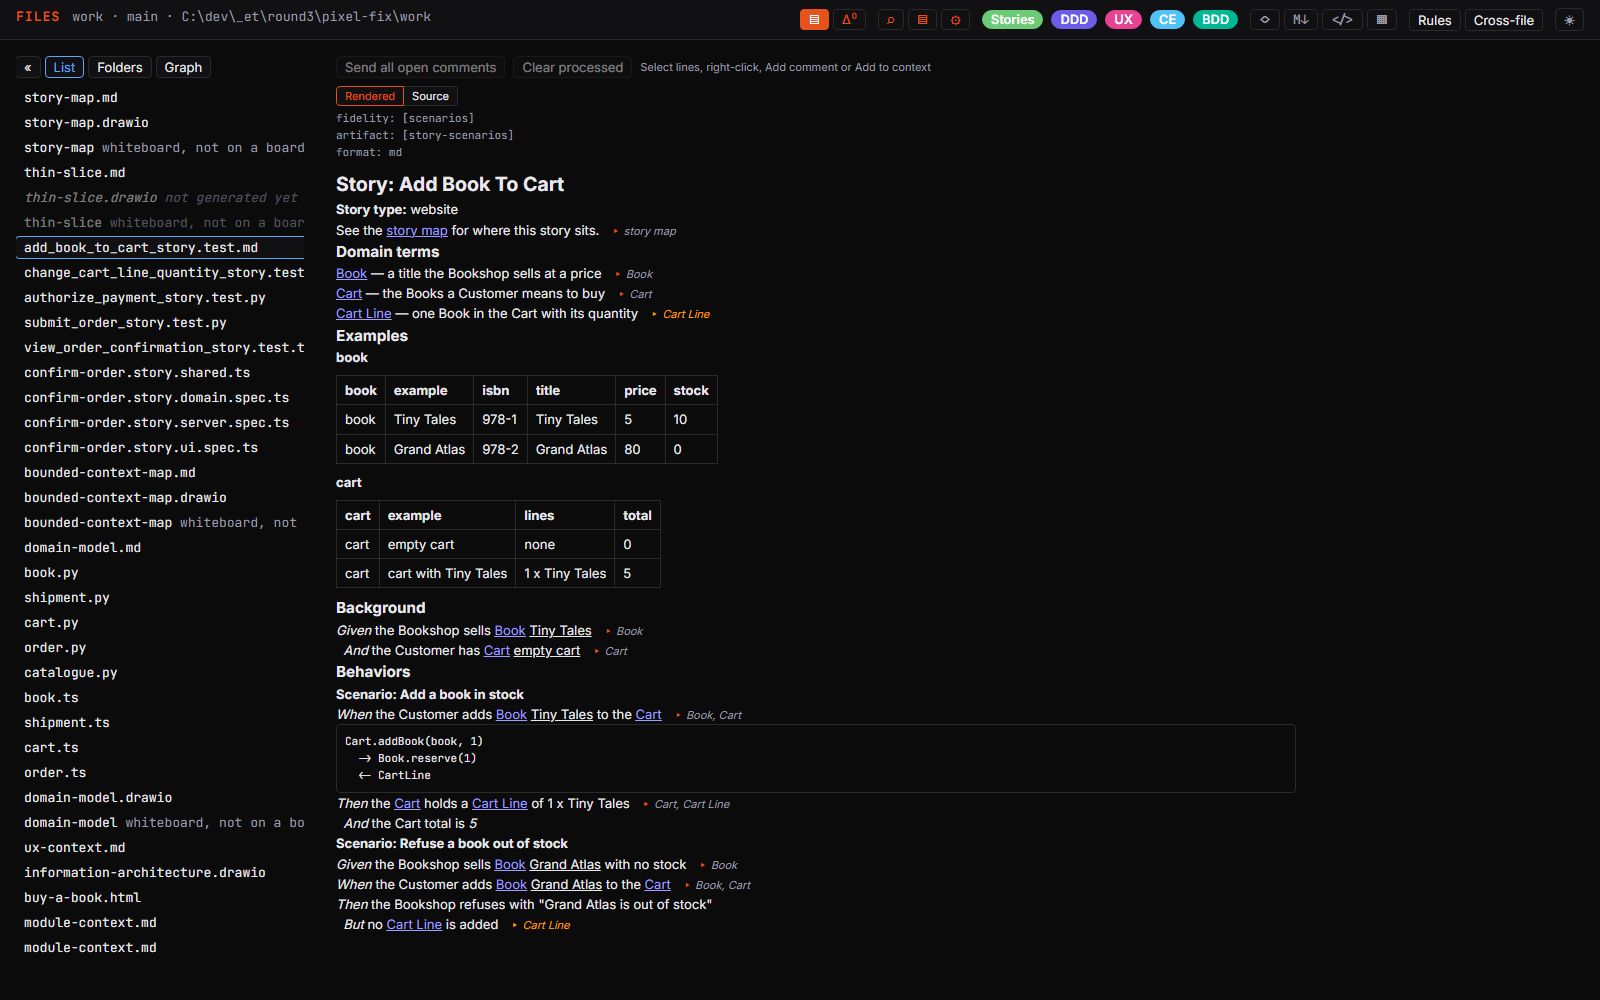 FILES work · main · C:\dev\_et\round3\pixel-fix\work
Δ⁰ Stories DDD UX CE BDD M↓ </> Rules Cross-file
« List Folders Graph
story-map.md
story-map.drawio
story-map whiteboard, not on a board
thin-slice.md
thin-slice.drawio not generated yet
thin-slice whiteboard, not on a boar
add_book_to_cart_story.test.md
change_cart_line_quantity_story.test
authorize_payment_story.test.py
submit_order_story.test.py
view_order_confirmation_story.test.t
confirm-order.story.shared.ts
confirm-order.story.domain.spec.ts
confirm-order.story.server.spec.ts
confirm-order.story.ui.spec.ts
bounded-context-map.md
bounded-context-map.drawio
bounded-context-map whiteboard, not
domain-model.md
book.py
shipment.py
cart.py
order.py
catalogue.py
book.ts
shipment.ts
cart.ts
order.ts
domain-model.drawio
domain-model whiteboard, not on a bo
ux-context.md
information-architecture.drawio
buy-a-book.html
module-context.md
module-context.md
Send all open comments Clear processed Select lines, right-click, Add comment or Add to context
Rendered Source
fidelity: [scenarios]
artifact: [story-scenarios]
format: md
Story: Add Book To Cart
Story type: website
See the story map for where this story sits. ‣ story map
Domain terms
Book — a title the Bookshop sells at a price ‣ Book
Cart — the Books a Customer means to buy ‣ Cart
Cart Line — one Book in the Cart with its quantity ‣ Cart Line
Examples
book
book example isbn title price stock
book Tiny Tales 978-1 Tiny Tales 5 10
book Grand Atlas 978-2 Grand Atlas 80 0
cart
cart example lines total
cart empty cart none 0
cart cart with Tiny Tales 1 x Tiny Tales 5
Background
Given the Bookshop sells Book Tiny Tales ‣ Book
And the Customer has Cart empty cart ‣ Cart
Behaviors
Scenario: Add a book in stock
When the Customer adds Book Tiny Tales to the Cart ‣ Book, Cart
Cart.addBook(book, 1)
→ Book.reserve(1)
← CartLine
Then the Cart holds a Cart Line of 1 x Tiny Tales ‣ Cart, Cart Line
And the Cart total is 5
Scenario: Refuse a book out of stock
Given the Bookshop sells Book Grand Atlas with no stock ‣ Book
When the Customer adds Book Grand Atlas to the Cart ‣ Book, Cart
Then the Bookshop refuses with "Grand Atlas is out of stock"
But no Cart Line is added ‣ Cart Line